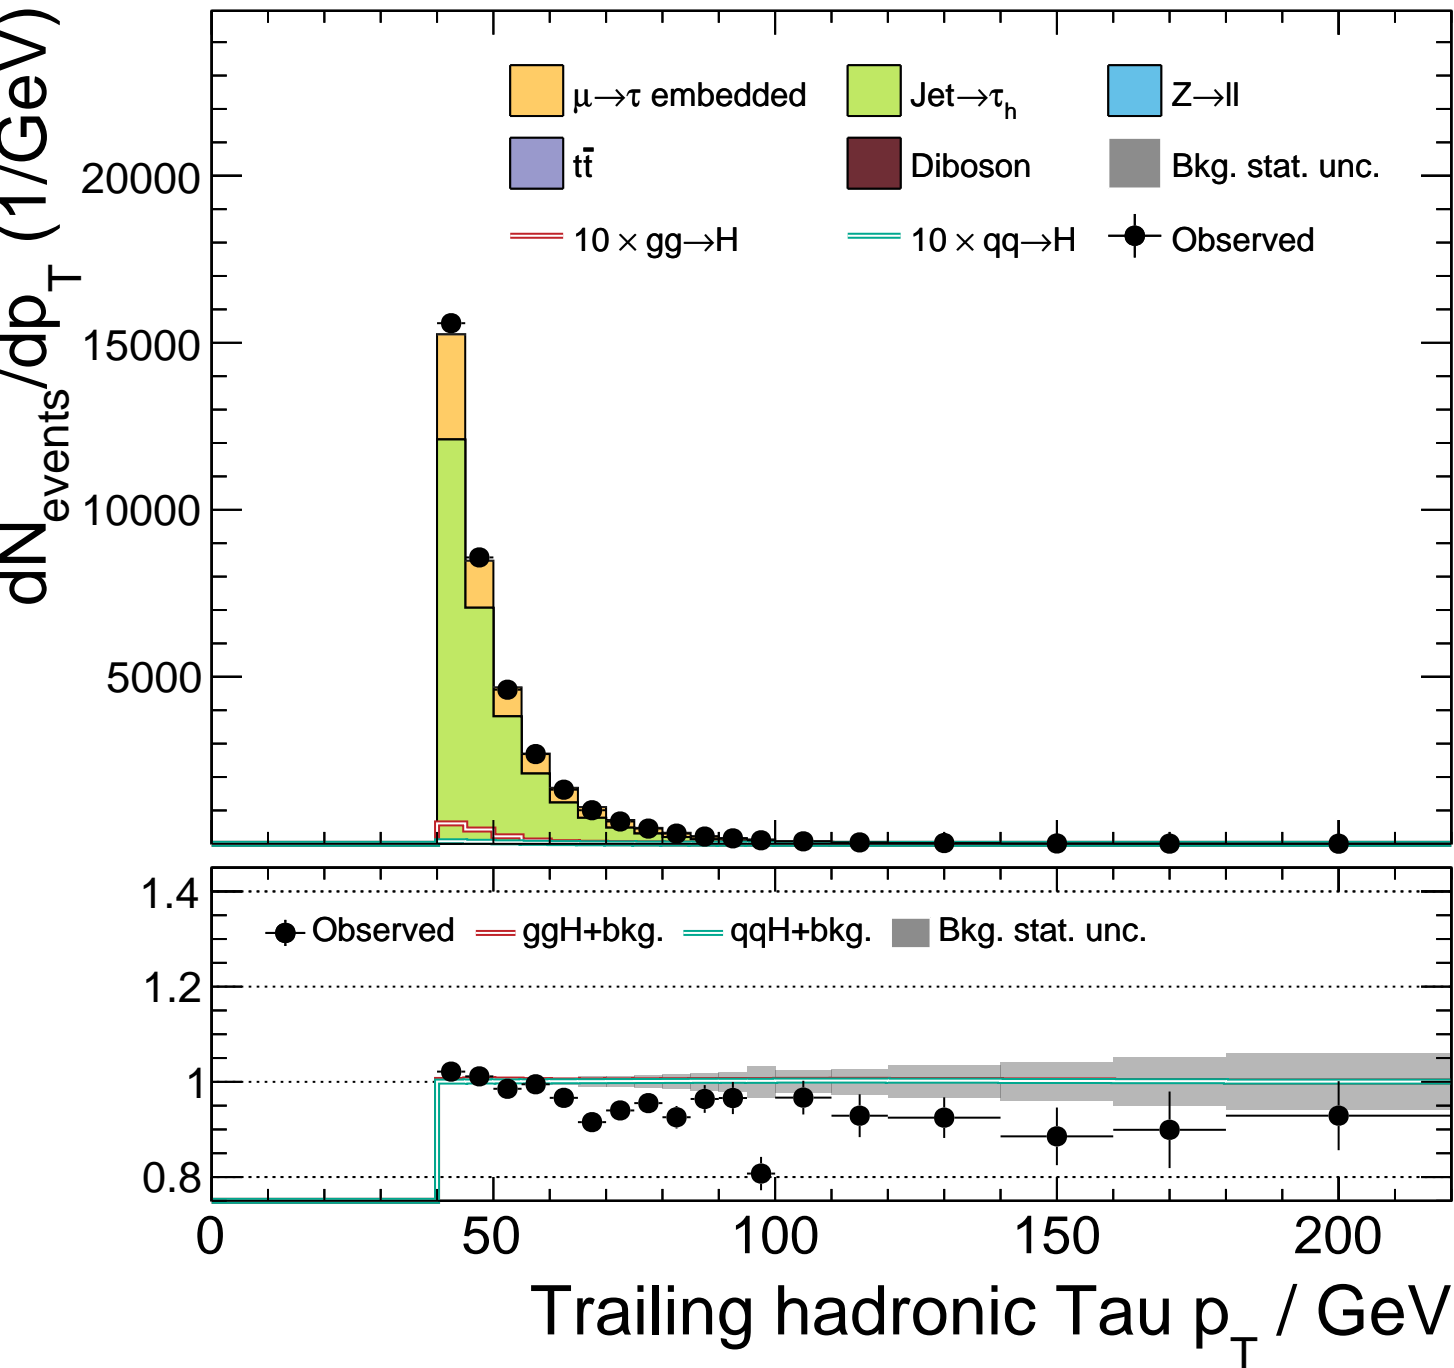 dN_events/dp_T (1/GeV)
μ→τ embedded Jet→τ_h Z→ll
tt̄ Diboson Bkg. stat. unc.
10 × gg→H 10 × qq→H Observed
20000
15000
10000
5000
1.4
Observed ggH+bkg. qqH+bkg. Bkg. stat. unc.
1.2
1
0.8
0 50 100 150 200
Trailing hadronic Tau p_T / GeV